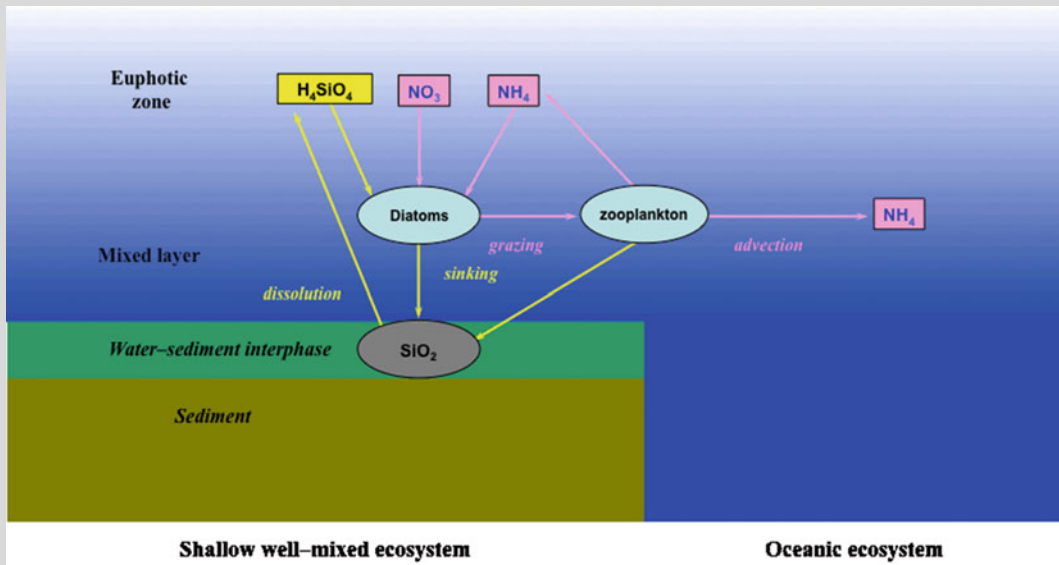 Euphotic
zone
H₄SiO₄
NO₃
NH₄
Diatoms
zooplankton
NH₄
grazing
advection
Mixed layer
sinking
dissolution
Water–sediment interphase
SiO₂
Sediment
Shallow well–mixed ecosystem
Oceanic ecosystem